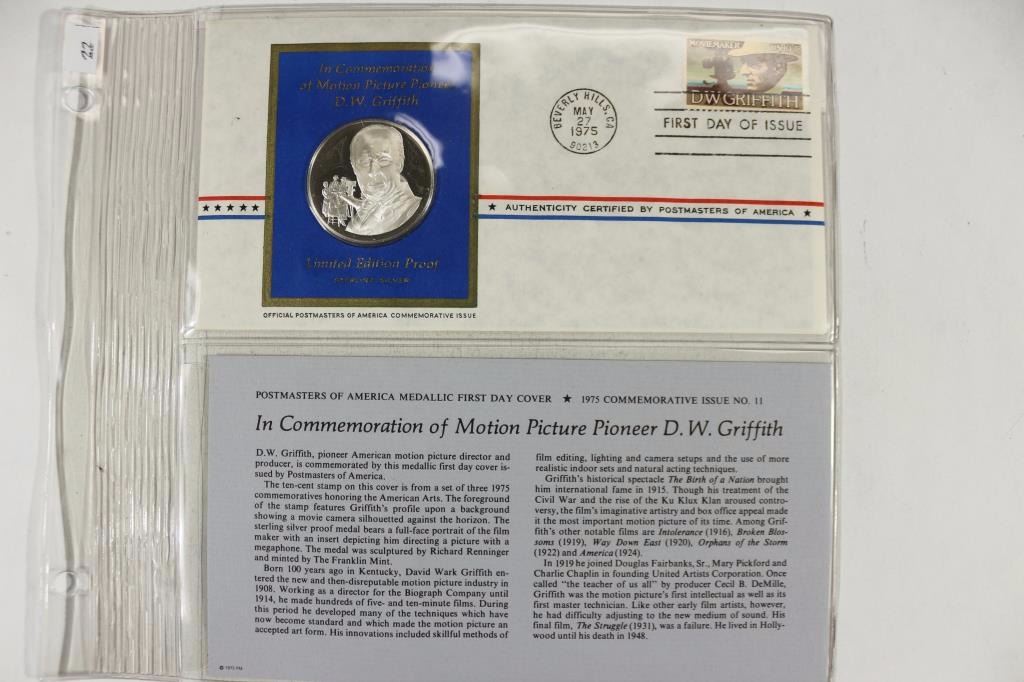 22
In Commemoration
of Motion Picture Pioneer
D.W. Griffith
Limited Edition Proof
STERLING SILVER
OFFICIAL POSTMASTERS OF AMERICA COMMEMORATIVE ISSUE
BEVERLY HILLS, CA
MAY
27
1975
90213
MOVIEMAKER
D.W. GRIFFITH
FIRST DAY OF ISSUE
★ AUTHENTICITY CERTIFIED BY POSTMASTERS OF AMERICA ★
POSTMASTERS OF AMERICA MEDALLIC FIRST DAY COVER ★ 1975 COMMEMORATIVE ISSUE NO. 11
In Commemoration of Motion Picture Pioneer D. W. Griffith
D.W. Griffith, pioneer American motion picture director and
producer, is commemorated by this medallic first day cover is-
sued by Postmasters of America.
The ten-cent stamp on this cover is from a set of three 1975
commemoratives honoring the American Arts. The foreground
of the stamp features Griffith's profile upon a background
showing a movie camera silhouetted against the horizon. The
sterling silver proof medal bears a full-face portrait of the film
maker with an insert depicting him directing a picture with a
megaphone. The medal was sculptured by Richard Renninger
and minted by The Franklin Mint.
Born 100 years ago in Kentucky, David Wark Griffith en-
tered the new and then-disreputable motion picture industry in
1908. Working as a director for the Biograph Company until
1914, he made hundreds of five- and ten-minute films. During
this period he developed many of the techniques which have
now become standard and which made the motion picture an
accepted art form. His innovations included skillful methods of
film editing, lighting and camera setups and the use of more
realistic indoor sets and natural acting techniques.
Griffith's historical spectacle The Birth of a Nation brought
him international fame in 1915. Though his treatment of the
Civil War and the rise of the Ku Klux Klan aroused contro-
versy, the film's imaginative artistry and box office appeal made
it the most important motion picture of its time. Among Grif-
fith's other notable films are Intolerance (1916), Broken Blos-
soms (1919), Way Down East (1920), Orphans of the Storm
(1922) and America (1924).
In 1919 he joined Douglas Fairbanks, Sr., Mary Pickford and
Charlie Chaplin in founding United Artists Corporation. Once
called "the teacher of us all" by producer Cecil B. DeMille,
Griffith was the motion picture's first intellectual as well as its
first master technician. Like other early film artists, however,
he had difficulty adjusting to the new medium of sound. His
final film, The Struggle (1931), was a failure. He lived in Holly-
wood until his death in 1948.
© 1975 FM